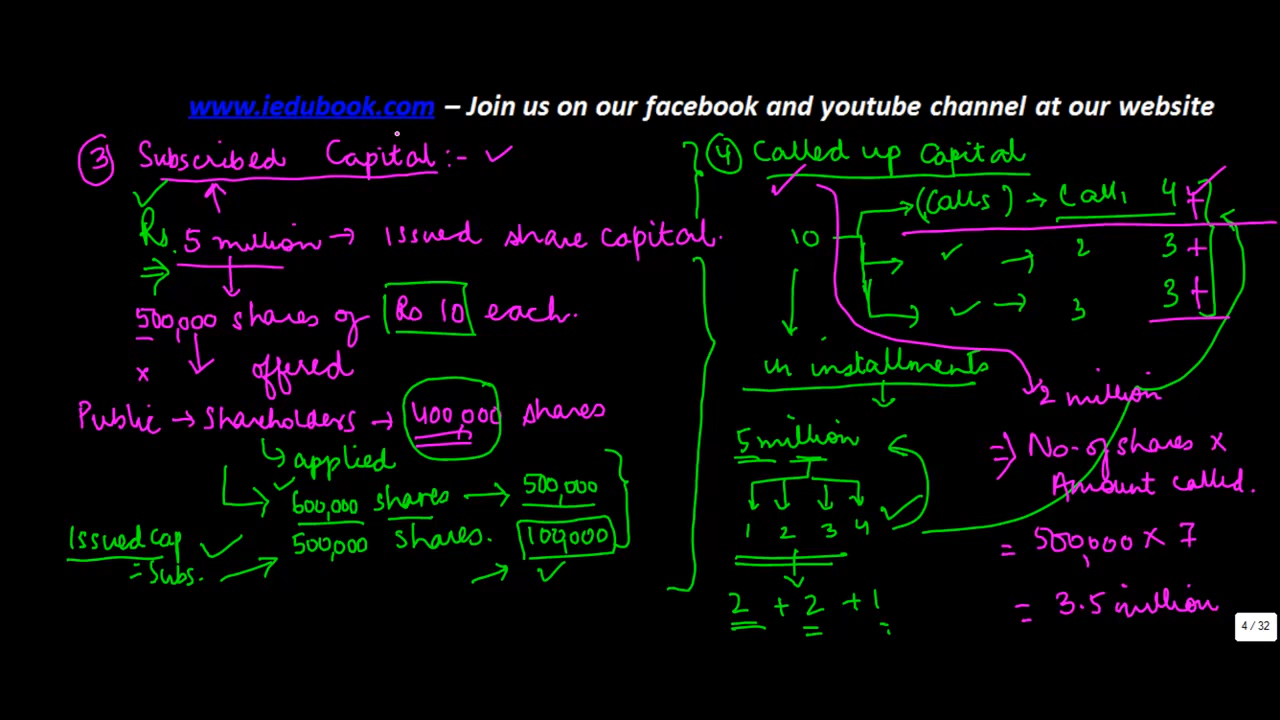 www.iedubook.com – Join us on our facebook and youtube channel at our website
③ Subscribed Capital:- ✓
Rs. 5 million → Issued share capital.
⇒
500,000 shares of Rs 10 each.
x offered
Public → Shareholders → 400,000 shares
↳ applied
600,000 shares → 500,000
Issued cap
500,000 shares. 100,000
= Subs.
④ Called up Capital
(Calls) → Call 1 4 +
10 → ✓ → 2 3 +
→ ✓ → 3 3 +
in installments
5 million
1 2 3 4
2 + 2 + 1
2 million
⇒ No. of shares x
Amount called.
= 500,000 x 7
= 3.5 million
4 / 32